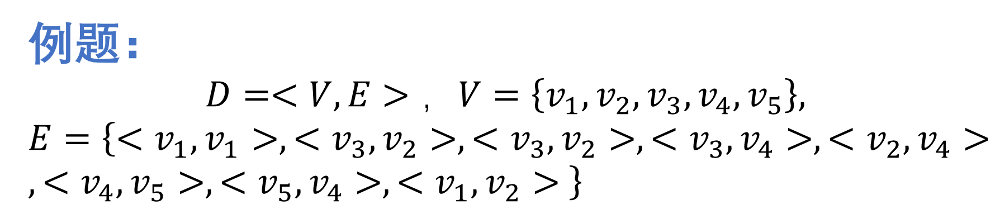 例题:
D =< V, E > , V = {v₁, v₂, v₃, v₄, v₅},
E = {< v₁, v₁ >, < v₃, v₂ >, < v₃, v₂ >, < v₃, v₄ >, < v₂, v₄ >
, < v₄, v₅ >, < v₅, v₄ >, < v₁, v₂ > }